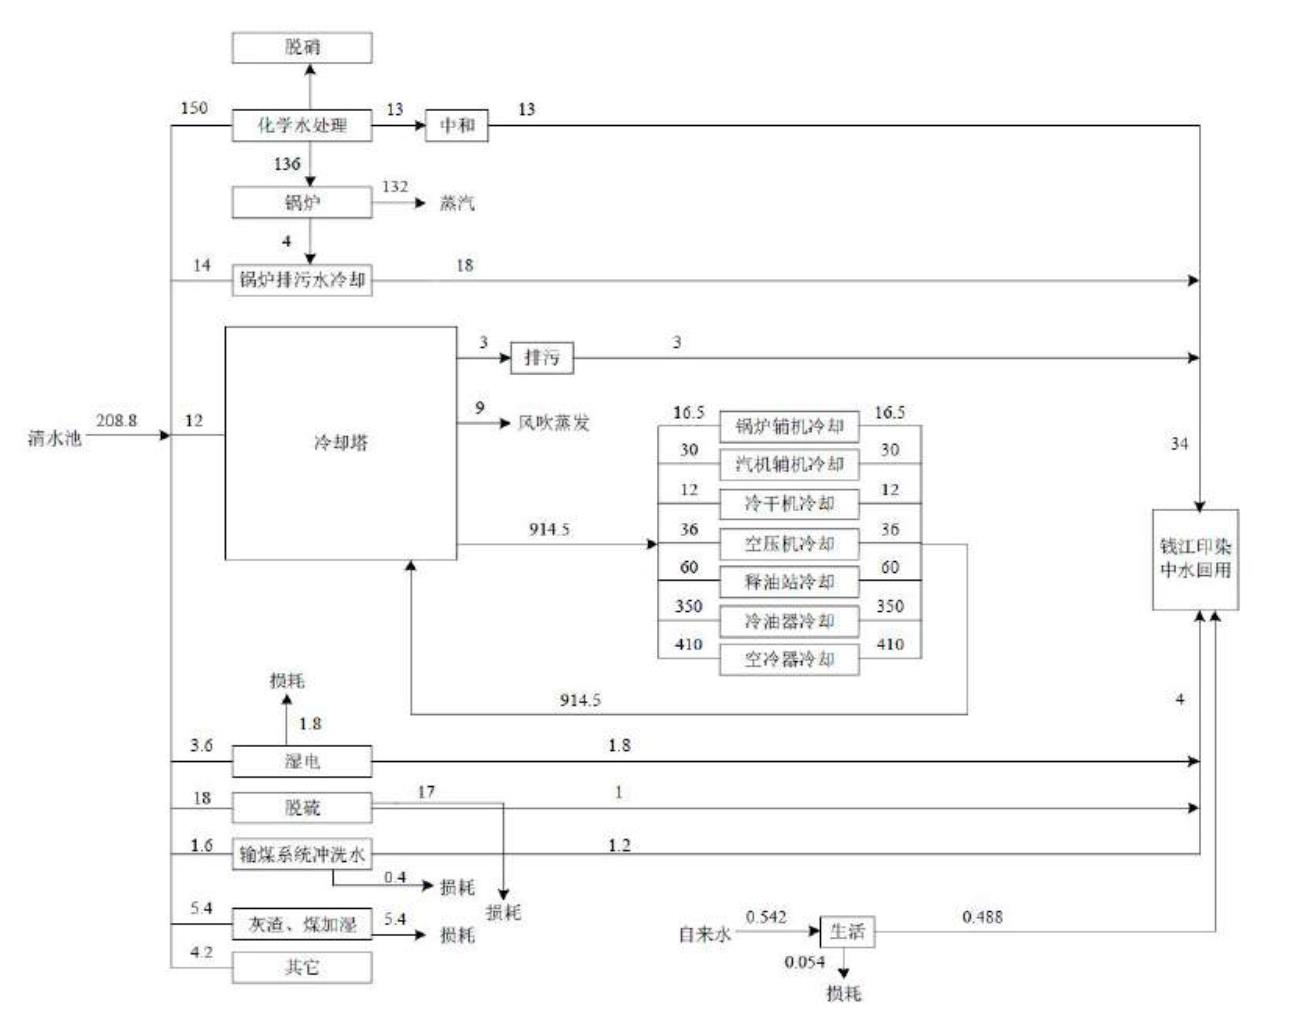 脱硝
150
化学水处理
13
中和
13
136
锅炉
132
蒸汽
4
14
锅炉排污水冷却
18
清水池
208.8
12
冷却塔
3
排污
3
9
风吹蒸发
914.5
16.5
锅炉辅机冷却
16.5
30
汽机辅机冷却
30
12
冷干机冷却
12
36
空压机冷却
36
60
释油站冷却
60
350
冷油器冷却
350
410
空冷器冷却
410
914.5
34
钱江印染
中水回用
4
损耗
1.8
3.6
湿电
1.8
18
脱硫
17
1
损耗
1.6
输煤系统冲洗水
1.2
0.4
损耗
5.4
灰渣、煤加湿
5.4
损耗
4.2
其它
自来水
0.542
生活
0.488
0.054
损耗